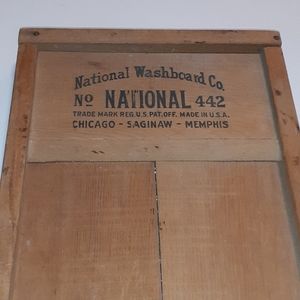 National Washboard Co.
No NATIONAL 442
TRADE MARK REG. U.S. PAT. OFF. MADE IN U.S.A.
CHICAGO - SAGINAW - MEMPHIS